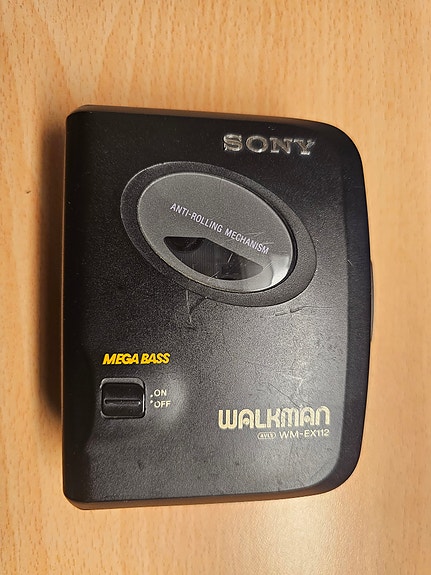 SONY
ANTI-ROLLING MECHANISM
MEGA BASS
ON
OFF
WALKMAN
AVLS WM-EX112